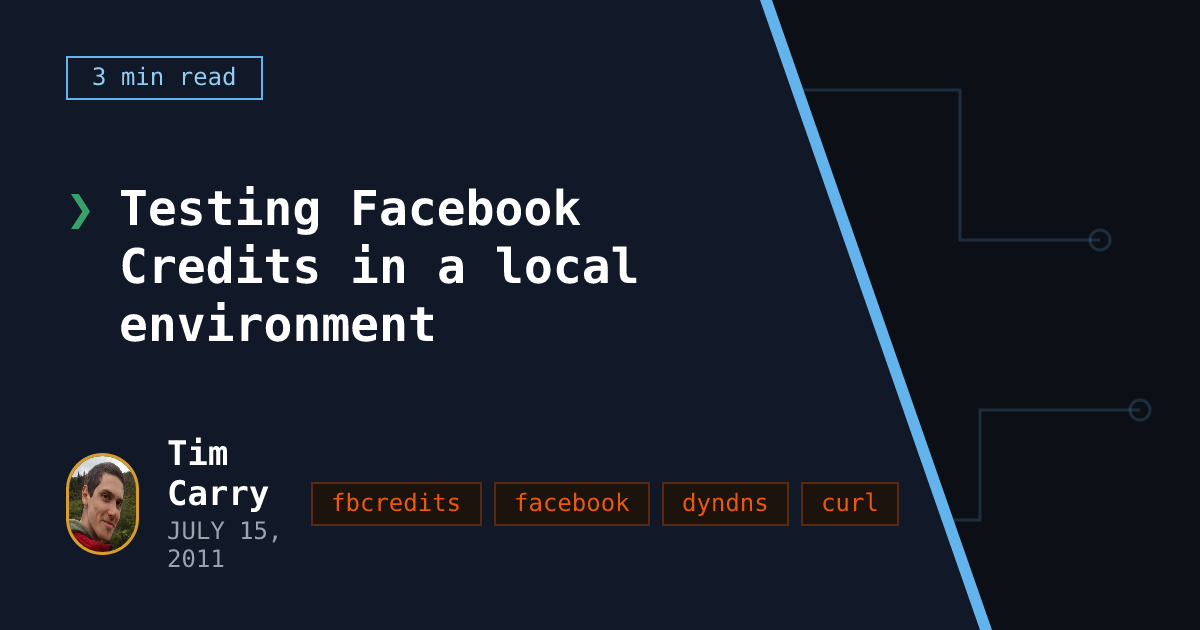 3 min read
❯ Testing Facebook
Credits in a local
environment
Tim
Carry
JULY 15,
2011
fbcredits
facebook
dyndns
curl